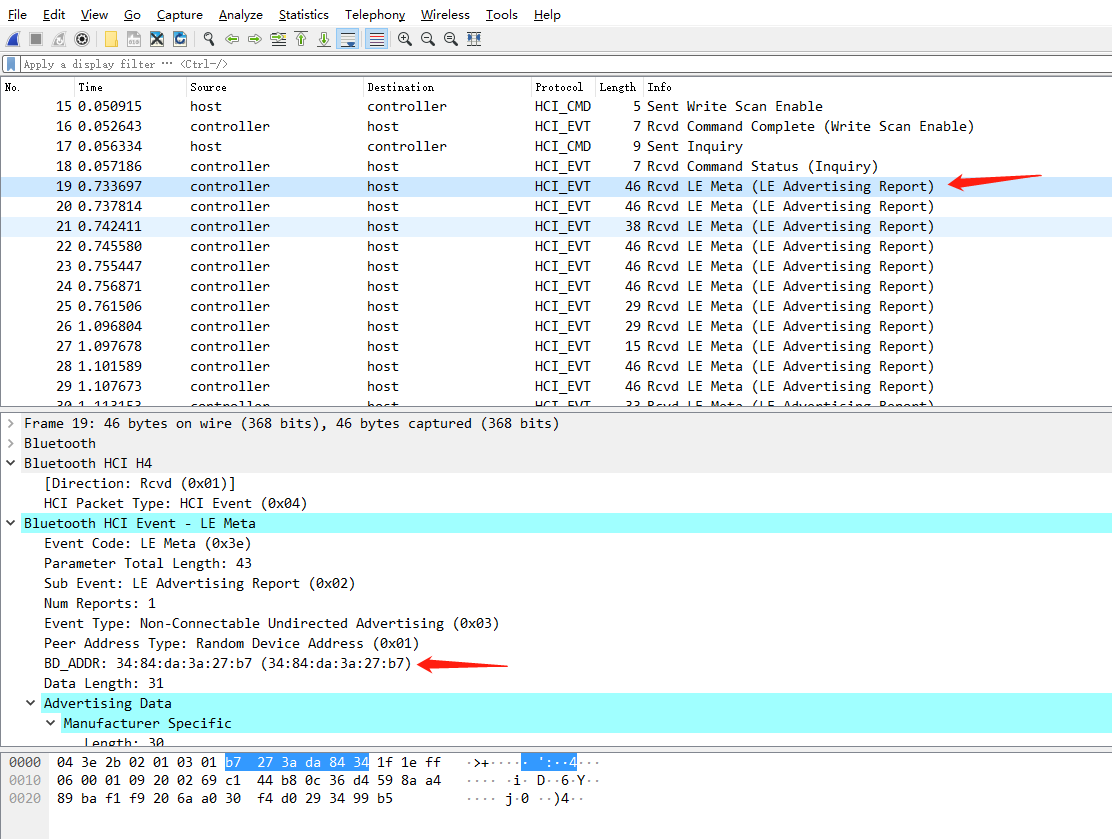 File Edit View Go Capture Analyze Statistics Telephony Wireless Tools Help
Apply a display filter ··· <Ctrl-/>
No. Time Source Destination Protocol Length Info
15 0.050915 host controller HCI_CMD 5 Sent Write Scan Enable
16 0.052643 controller host HCI_EVT 7 Rcvd Command Complete (Write Scan Enable)
17 0.056334 host controller HCI_CMD 9 Sent Inquiry
18 0.057186 controller host HCI_EVT 7 Rcvd Command Status (Inquiry)
19 0.733697 controller host HCI_EVT 46 Rcvd LE Meta (LE Advertising Report)
20 0.737814 controller host HCI_EVT 46 Rcvd LE Meta (LE Advertising Report)
21 0.742411 controller host HCI_EVT 38 Rcvd LE Meta (LE Advertising Report)
22 0.745580 controller host HCI_EVT 46 Rcvd LE Meta (LE Advertising Report)
23 0.755447 controller host HCI_EVT 46 Rcvd LE Meta (LE Advertising Report)
24 0.756871 controller host HCI_EVT 46 Rcvd LE Meta (LE Advertising Report)
25 0.761506 controller host HCI_EVT 29 Rcvd LE Meta (LE Advertising Report)
26 1.096804 controller host HCI_EVT 29 Rcvd LE Meta (LE Advertising Report)
27 1.097678 controller host HCI_EVT 15 Rcvd LE Meta (LE Advertising Report)
28 1.101589 controller host HCI_EVT 46 Rcvd LE Meta (LE Advertising Report)
29 1.107673 controller host HCI_EVT 46 Rcvd LE Meta (LE Advertising Report)
30 1.113153 controller host HCI_EVT 33 Rcvd LE Meta (LE Advertising Report)
Frame 19: 46 bytes on wire (368 bits), 46 bytes captured (368 bits)
Bluetooth
Bluetooth HCI H4
[Direction: Rcvd (0x01)]
HCI Packet Type: HCI Event (0x04)
Bluetooth HCI Event - LE Meta
Event Code: LE Meta (0x3e)
Parameter Total Length: 43
Sub Event: LE Advertising Report (0x02)
Num Reports: 1
Event Type: Non-Connectable Undirected Advertising (0x03)
Peer Address Type: Random Device Address (0x01)
BD_ADDR: 34:84:da:3a:27:b7 (34:84:da:3a:27:b7)
Data Length: 31
Advertising Data
Manufacturer Specific
Length: 30
0000 04 3e 2b 02 01 03 01 b7 27 3a da 84 34 1f 1e ff ·>+····· ':··4···
0010 06 00 01 09 20 02 69 c1 44 b8 0c 36 d4 59 8a a4 ···· ·i· D··6·Y··
0020 89 ba f1 f9 20 6a a0 30 f4 d0 29 34 99 b5 ···· j·0 ··)4··